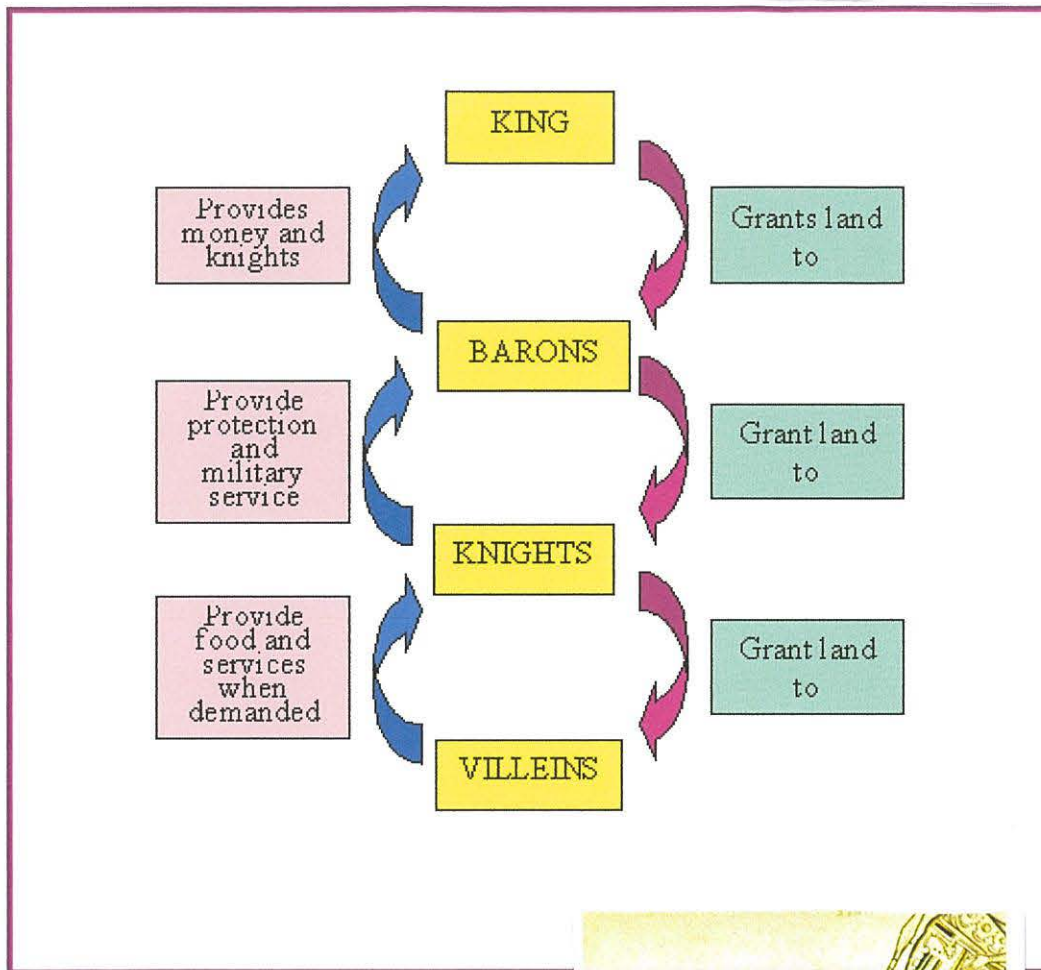 KING
Provides
money and
knights
Grants land
to
BARONS
Provide
protection
and
military
service
Grant land
to
KNIGHTS
Provide
food and
services
when
demanded
Grant land
to
VILLEINS